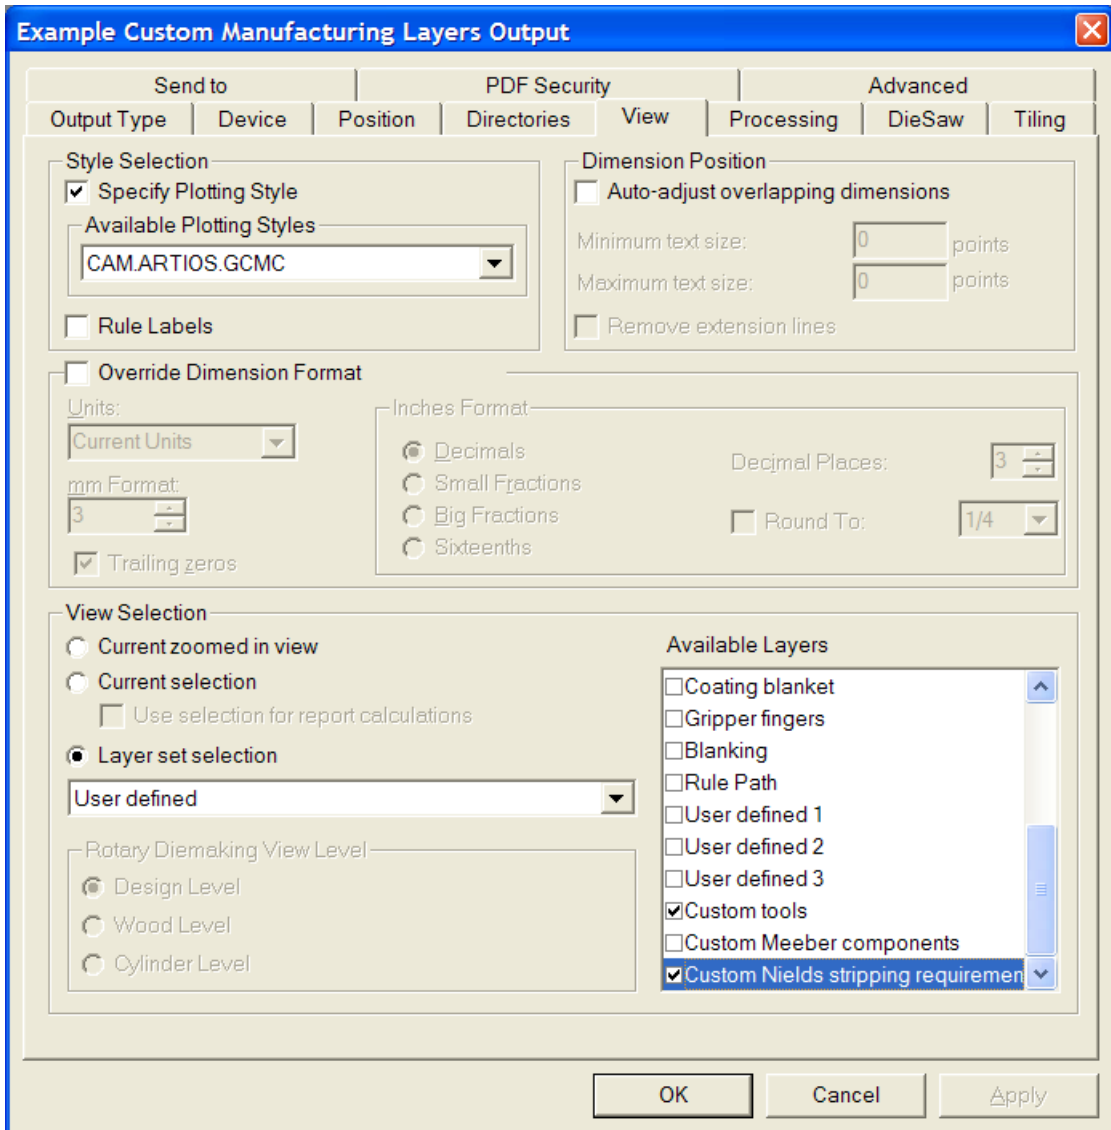 Example Custom Manufacturing Layers Output
Send to PDF Security Advanced
Output Type Device Position Directories View Processing DieSaw Tiling
Style Selection
Specify Plotting Style
Available Plotting Styles
CAM.ARTIOS.GCMC
Rule Labels
Dimension Position
Auto-adjust overlapping dimensions
Minimum text size: 0 points
Maximum text size: 0 points
Remove extension lines
Override Dimension Format
Units:
Current Units
mm Format:
3
Trailing zeros
Inches Format
Decimals
Small Fractions
Big Fractions
Sixteenths
Decimal Places: 3
Round To: 1/4
View Selection
Current zoomed in view
Current selection
Use selection for report calculations
Layer set selection
User defined
Rotary Diemaking View Level
Design Level
Wood Level
Cylinder Level
Available Layers
Coating blanket
Gripper fingers
Blanking
Rule Path
User defined 1
User defined 2
User defined 3
Custom tools
Custom Meeber components
Custom Nields stripping requiremen
OK Cancel Apply